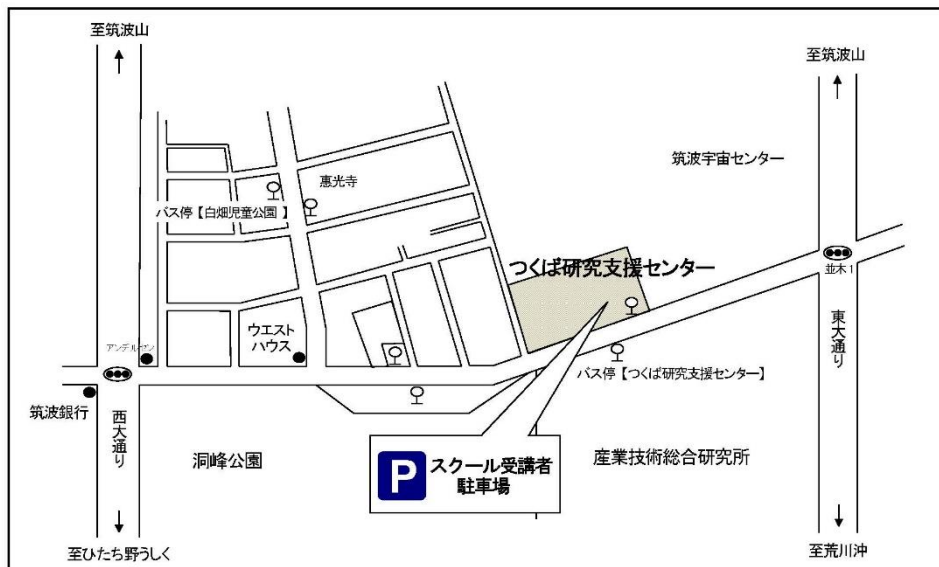 至筑波山
至筑波山
筑波宇宙センター
惠光寺
バス停【白畑児童公園】
つくば研究支援センター
並木1
ウエスト
ハウス
アンデルセン
東大通り
バス停【つくば研究支援センター】
筑波銀行
西大通り
洞峰公園
P スクール受講者
駐車場
産業技術総合研究所
至ひたち野うしく
至荒川沖